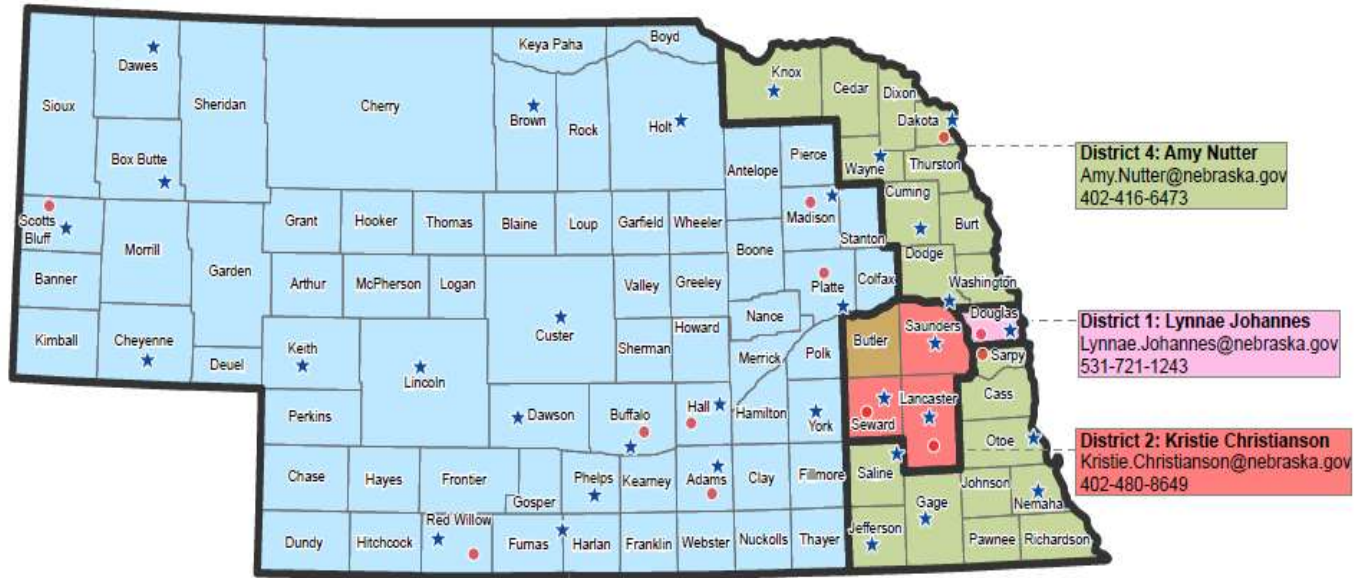 Keya Paha
Boyd
Knox
Dawes
Cedar
Dixon
Sioux
Sheridan
Cherry
Brown
Rock
Holt
Dakota
Box Butte
Antelope
Pierce
Wayne
Thurston
District 4: Amy Nutter
Amy.Nutter@nebraska.gov
402-416-6473
Scotts
Bluff
Morrill
Garden
Grant
Hooker
Thomas
Blaine
Loup
Garfield
Wheeler
Madison
Stanton
Cuming
Burt
Boone
Dodge
Banner
Arthur
McPherson
Logan
Valley
Greeley
Platte
Colfax
Washington
Kimball
Cheyenne
Deuel
Keith
Lincoln
Custer
Sherman
Howard
Nance
Merrick
Polk
Butler
Saunders
Douglas
Sarpy
District 1: Lynnae Johannes
Lynnae.Johannes@nebraska.gov
531-721-1243
Perkins
Dawson
Buffalo
Hall
Hamilton
York
Seward
Lancaster
Cass
Otoe
District 2: Kristie Christianson
Kristie.Christianson@nebraska.gov
402-480-8649
Chase
Hayes
Frontier
Gosper
Phelps
Kearney
Adams
Clay
Fillmore
Saline
Gage
Johnson
Nemaha
Dundy
Hitchcock
Red Willow
Furnas
Harlan
Franklin
Webster
Nuckolls
Thayer
Jefferson
Pawnee
Richardson